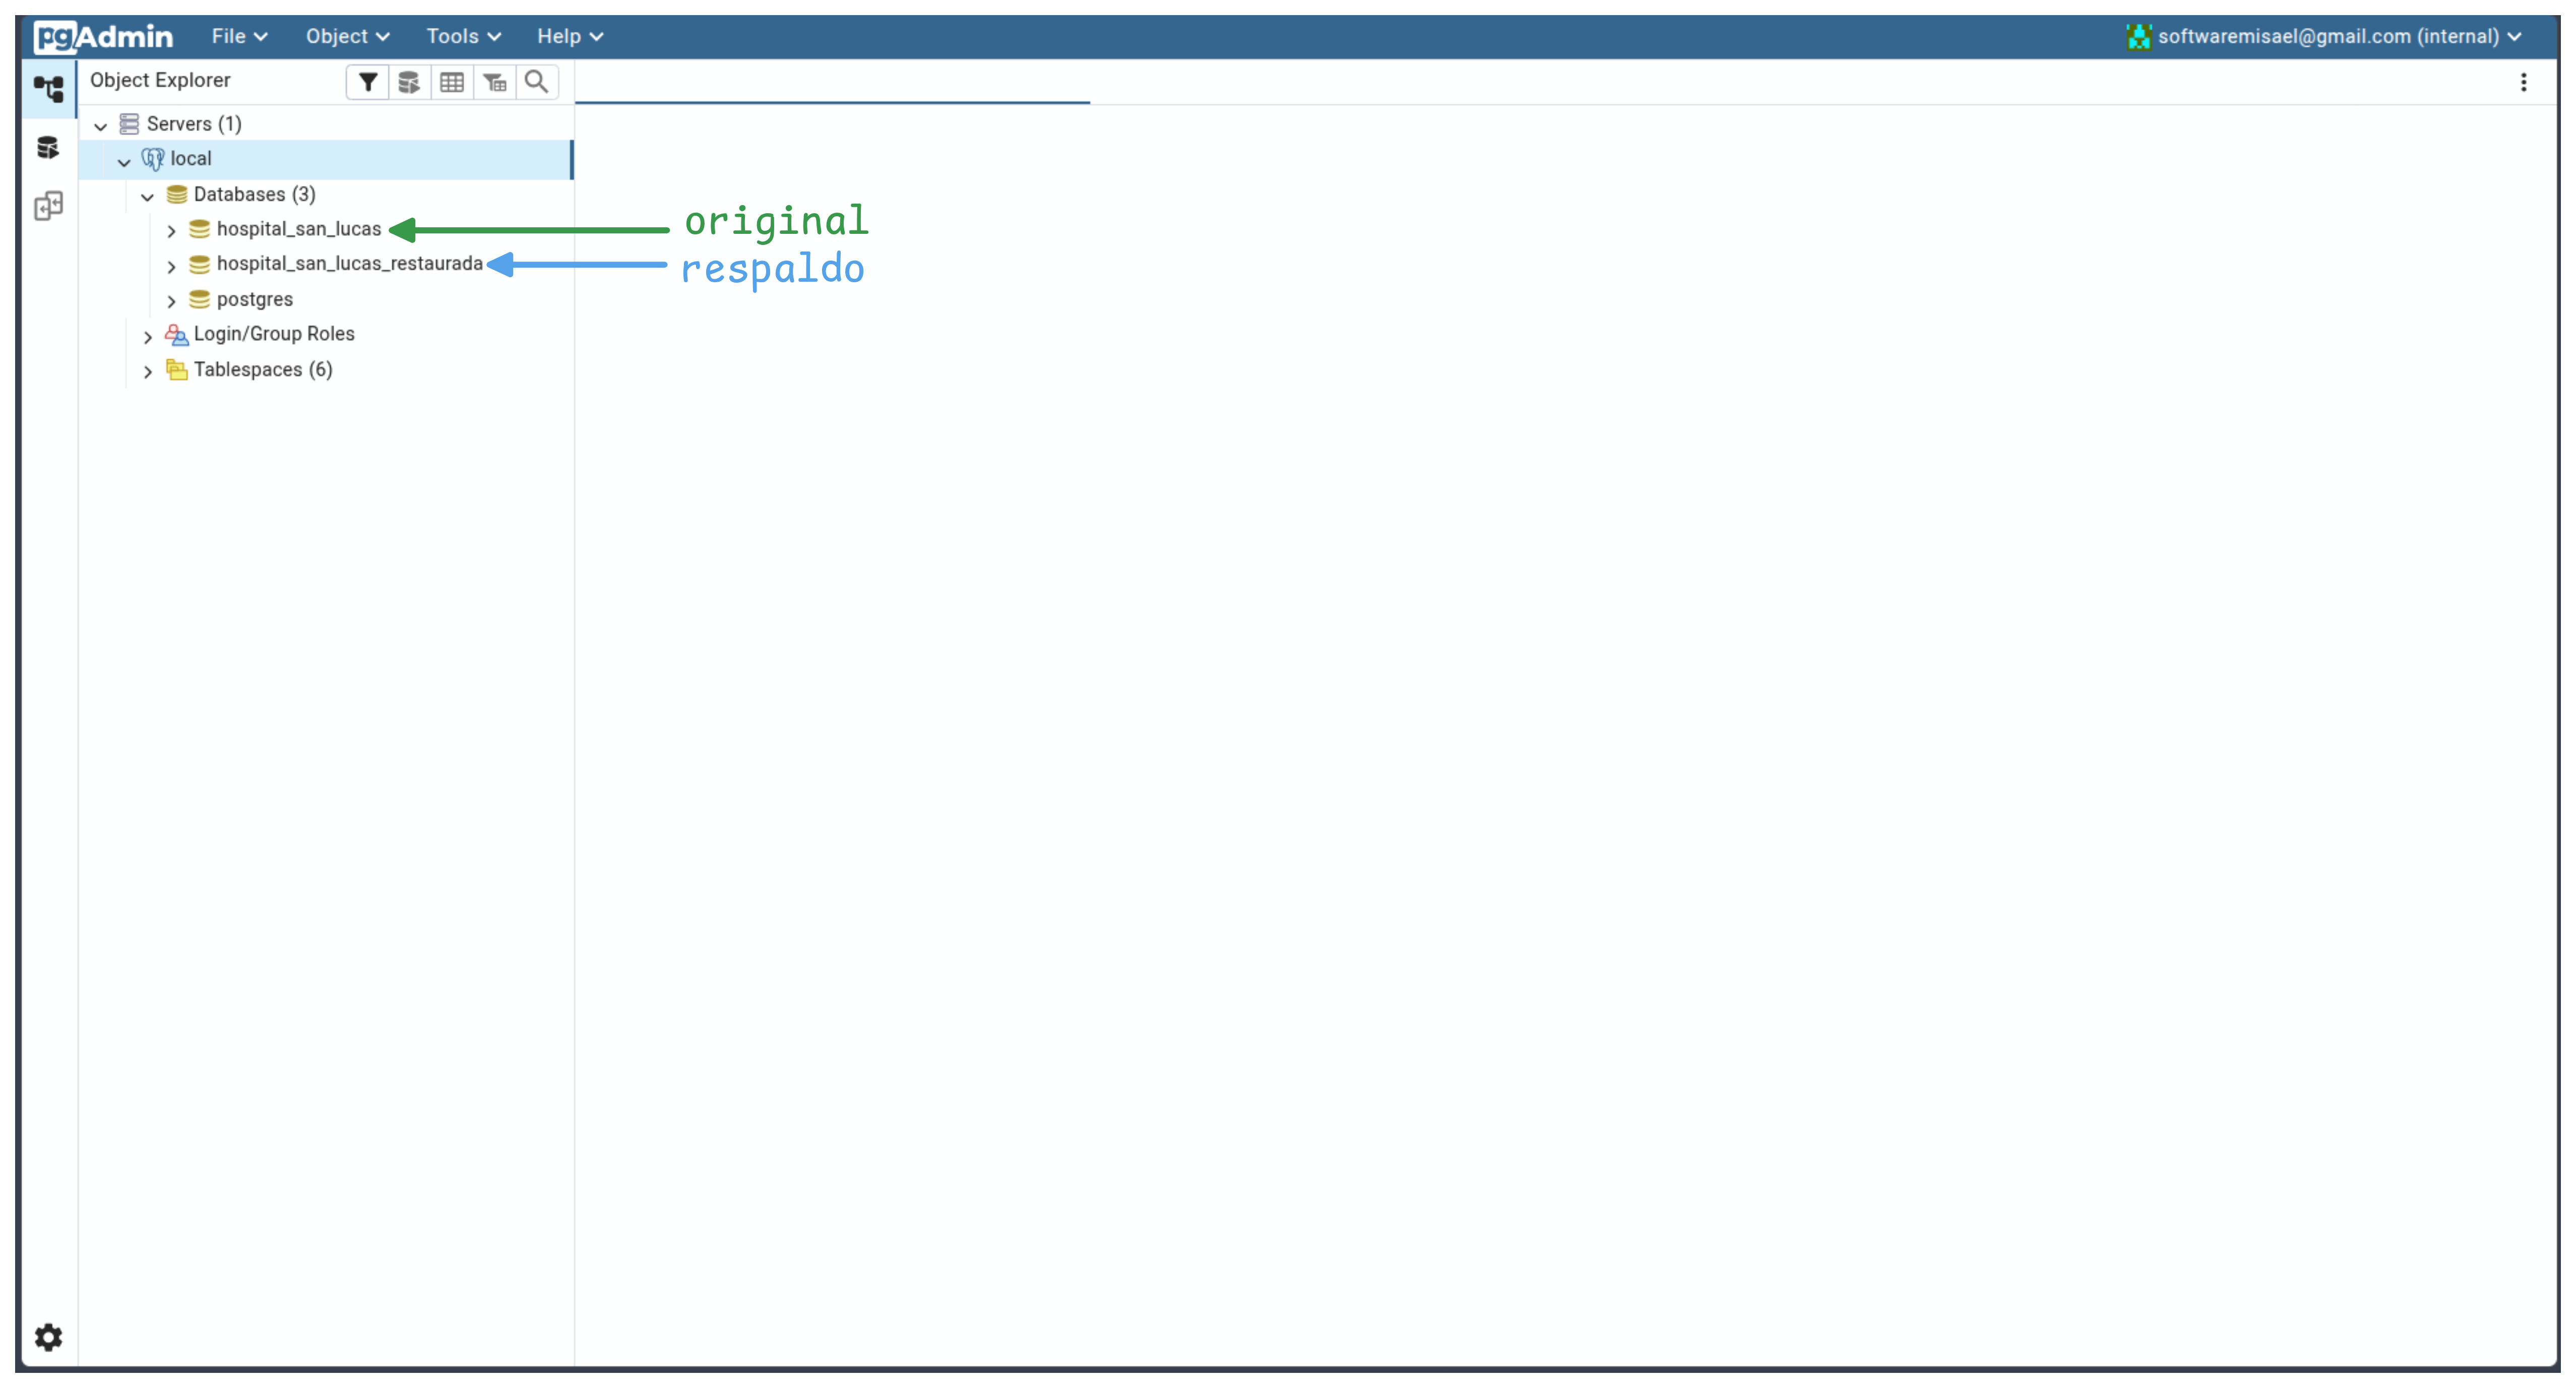 pgAdmin File Object Tools Help softwaremisael@gmail.com (internal)
Object Explorer
Servers (1)
local
Databases (3)
hospital_san_lucas original
hospital_san_lucas_restaurada respaldo
postgres
Login/Group Roles
Tablespaces (6)